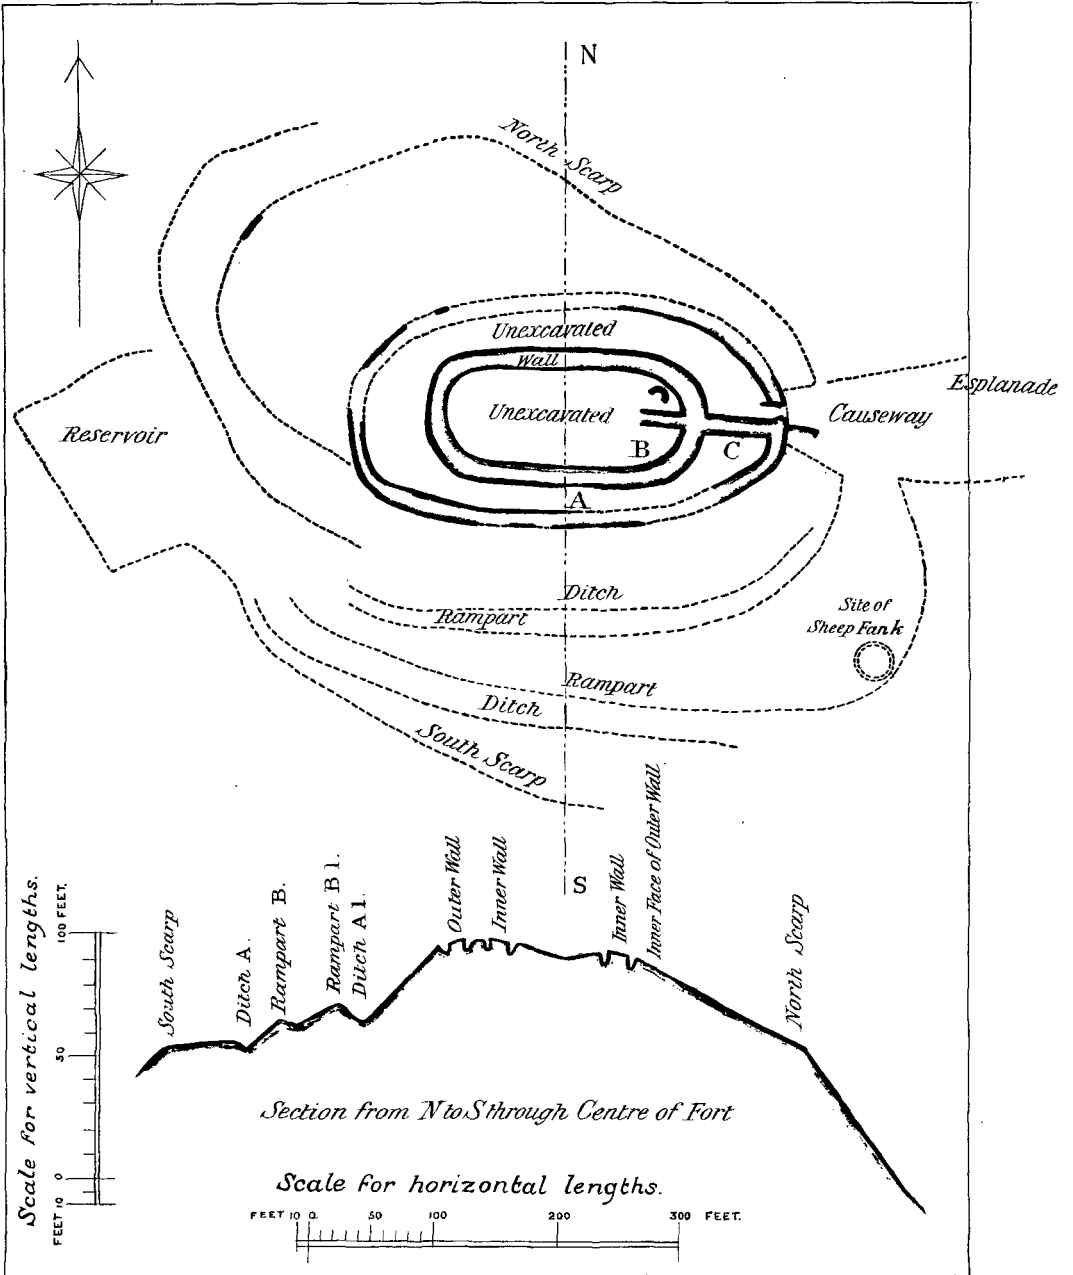 N
North Scarp
Unexcavated
Wall
Unexcavated
Esplanade
Causeway
Reservoir
B
C
A
Ditch
Rampart
Site of
Sheep Fank
Rampart
Ditch
South Scarp
S
South Scarp
Ditch A.
Rampart B.
Rampart B 1.
Ditch A 1.
Outer Wall
Inner Wall
Inner Wall
Inner Face of Outer Wall
North Scarp
Scale for vertical lengths.
100 FEET.
50
0
FEET 10
Section from N to S through Centre of Fort
Scale for horizontal lengths.
FEET 10 0 50 100 200 300 FEET.